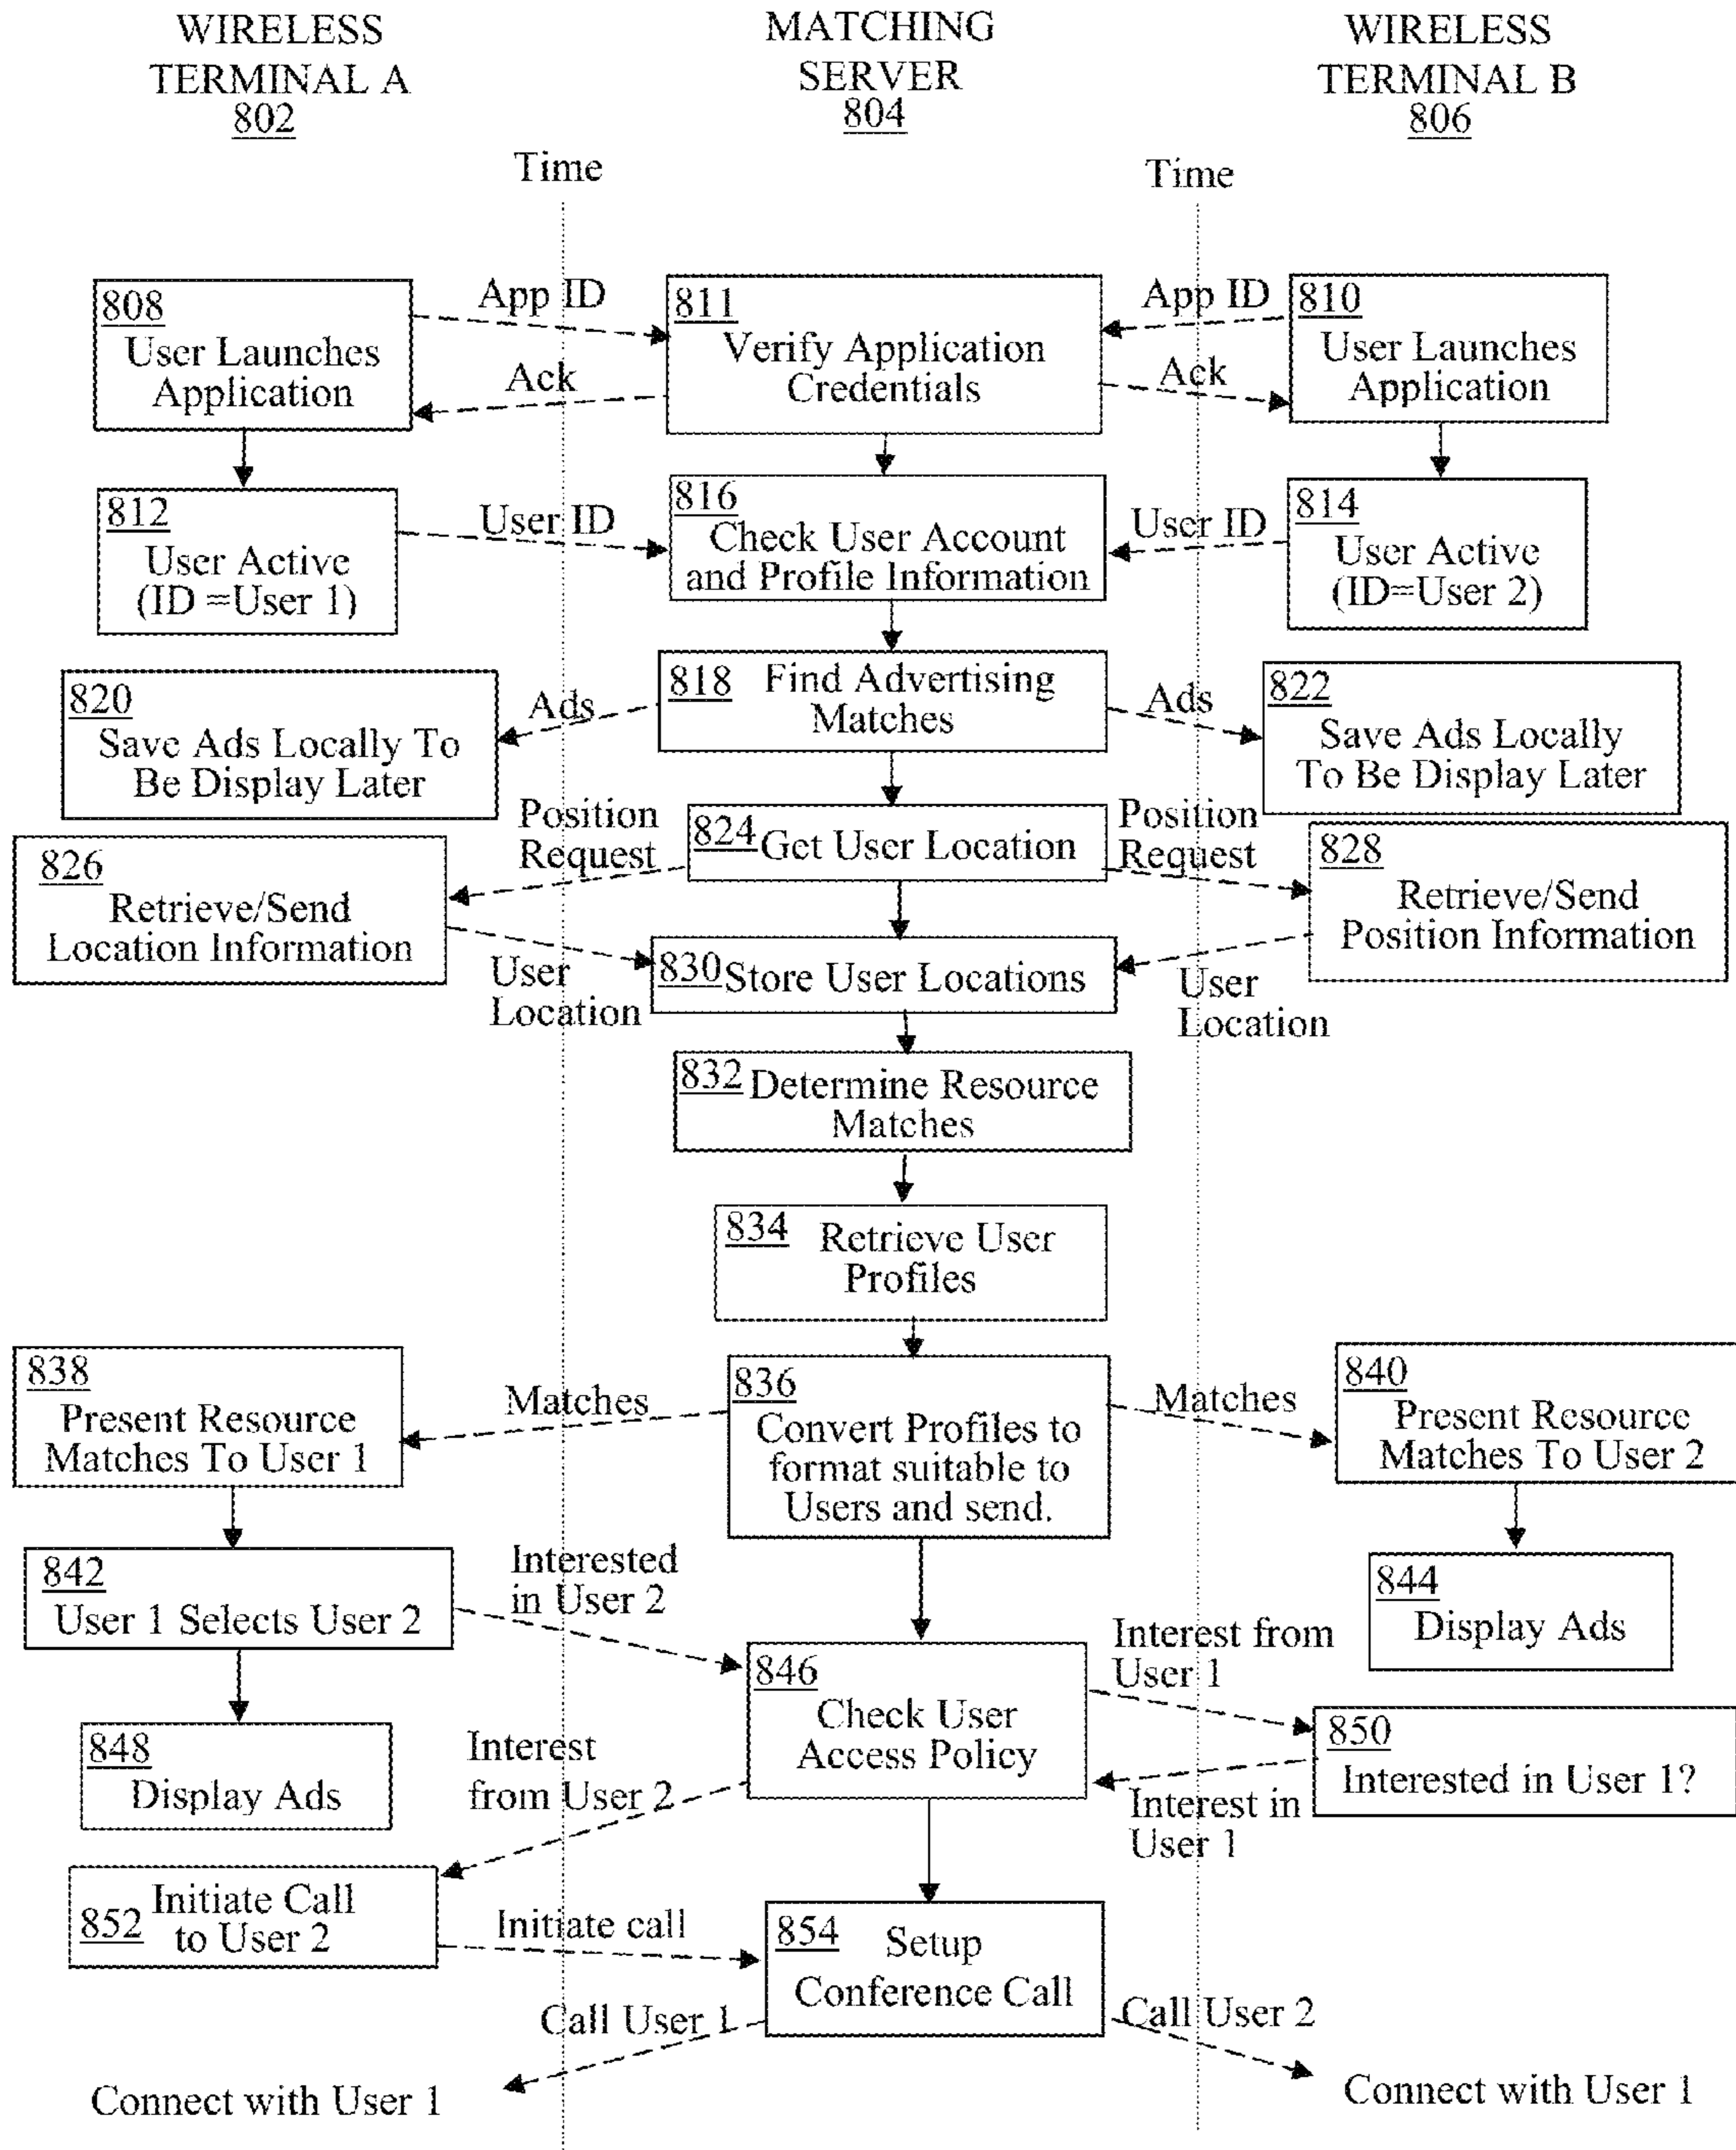 WIRELESS
TERMINAL A
802
MATCHING
SERVER
804
WIRELESS
TERMINAL B
806
Time
Time
808
User Launches
Application
App ID
Ack
811
Verify Application
Credentials
App ID
Ack
810
User Launches
Application
812
User Active
(ID =User 1)
User ID
816
Check User Account
and Profile Information
User ID
814
User Active
(ID=User 2)
820
Save Ads Locally To
Be Display Later
Ads
818 Find Advertising
Matches
Ads
822
Save Ads Locally
To Be Display Later
Position
Request
824 Get User Location
Position
Request
826
Retrieve/Send
Location Information
828
Retrieve/Send
Position Information
User
Location
830 Store User Locations
User
Location
832 Determine Resource
Matches
834 Retrieve User
Profiles
838
Present Resource
Matches To User 1
Matches
836
Convert Profiles to
format suitable to
Users and send.
Matches
840
Present Resource
Matches To User 2
842
User 1 Selects User 2
Interested
in User 2
844
Display Ads
846
Check User
Access Policy
Interest from
User 1
848
Display Ads
Interest
from User 2
850
Interested in User 1?
Interest in
User 1
852 Initiate Call
to User 2
Initiate call
854 Setup
Conference Call
Call User 1
Call User 2
Connect with User 1
Connect with User 1